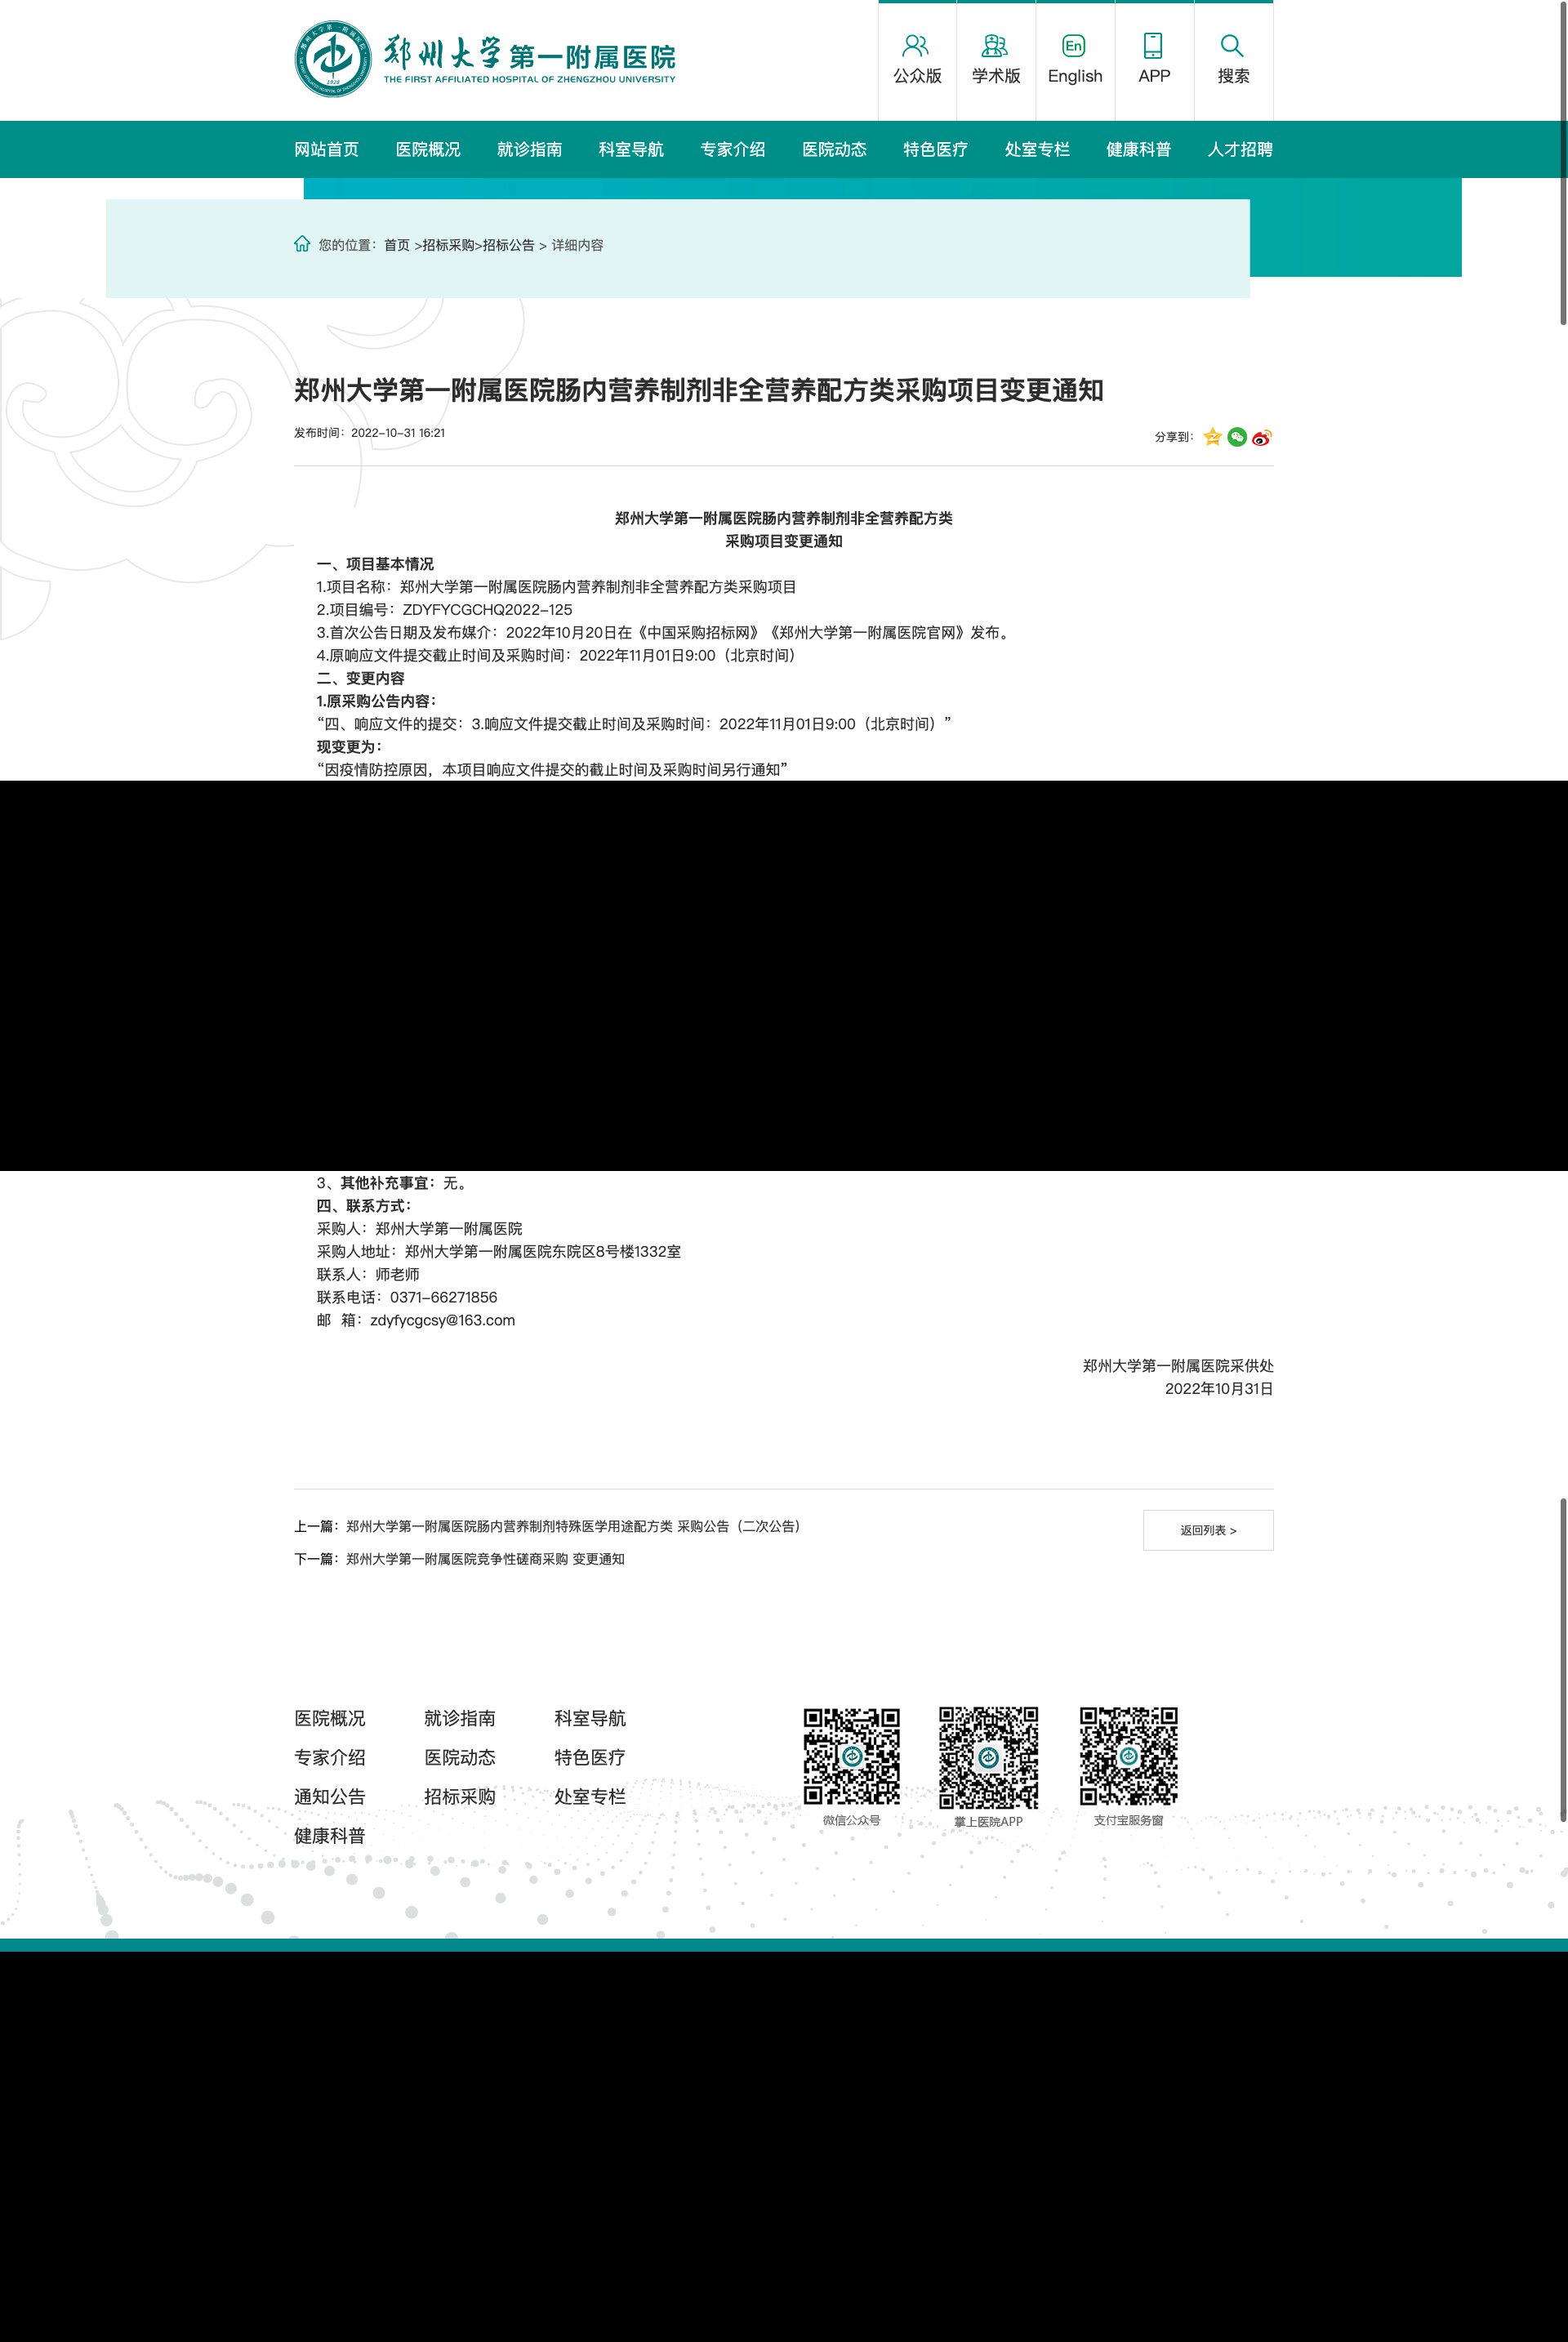 郑州大学第一附属医院
THE FIRST AFFILIATED HOSPITAL OF ZHENGZHOU UNIVERSITY
公众版
学术版
En
English
APP
搜索
网站首页 医院概况 就诊指南 科室导航 专家介绍 医院动态 特色医疗 处室专栏 健康科普 人才招聘
您的位置：首页 >招标采购>招标公告 > 详细内容
郑州大学第一附属医院肠内营养制剂非全营养配方类采购项目变更通知
发布时间：2022-10-31 16:21
分享到：
郑州大学第一附属医院肠内营养制剂非全营养配方类
采购项目变更通知
一、项目基本情况
1.项目名称：郑州大学第一附属医院肠内营养制剂非全营养配方类采购项目
2.项目编号：ZDYFYCGCHQ2022-125
3.首次公告日期及发布媒介：2022年10月20日在《中国采购招标网》《郑州大学第一附属医院官网》发布。
4.原响应文件提交截止时间及采购时间：2022年11月01日9:00（北京时间）
二、变更内容
1.原采购公告内容：
“四、响应文件的提交：3.响应文件提交截止时间及采购时间：2022年11月01日9:00（北京时间）”
现变更为：
“因疫情防控原因，本项目响应文件提交的截止时间及采购时间另行通知”
3、其他补充事宜：无。
四、联系方式：
采购人：郑州大学第一附属医院
采购人地址：郑州大学第一附属医院东院区8号楼1332室
联系人：师老师
联系电话：0371-66271856
邮 箱：zdyfycgcsy@163.com
郑州大学第一附属医院采供处
2022年10月31日
上一篇：郑州大学第一附属医院肠内营养制剂特殊医学用途配方类 采购公告（二次公告）
返回列表 >
下一篇：郑州大学第一附属医院竞争性磋商采购 变更通知
医院概况 就诊指南 科室导航
专家介绍 医院动态 特色医疗
通知公告 招标采购 处室专栏
健康科普
微信公众号
掌上医院APP
支付宝服务窗